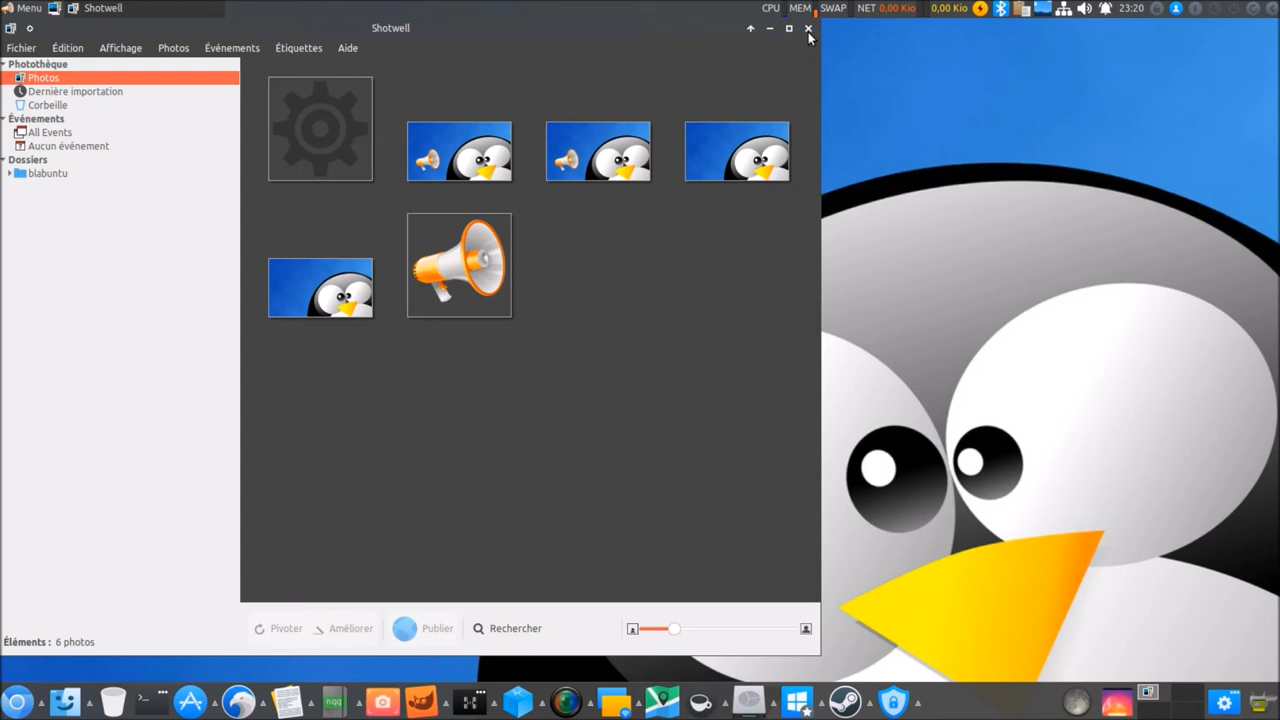 Menu Shotwell CPU MEM SWAP NET 0,00 Kio 0,00 Kio 23:20
Shotwell
Fichier Édition Affichage Photos Événements Étiquettes Aide
Photothèque
Photos
Dernière importation
Corbeille
Événements
All Events
Aucun événement
Dossiers
blabuntu
Pivoter Améliorer Publier Rechercher
Éléments : 6 photos
nqq